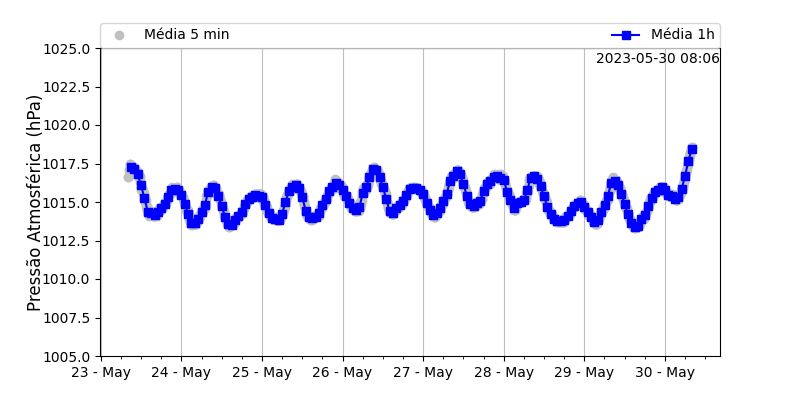 Média 5 min
Média 1h
2023-05-30 08:06
Pressão Atmosférica (hPa)
1025.0
1022.5
1020.0
1017.5
1015.0
1012.5
1010.0
1007.5
1005.0
23 - May
24 - May
25 - May
26 - May
27 - May
28 - May
29 - May
30 - May